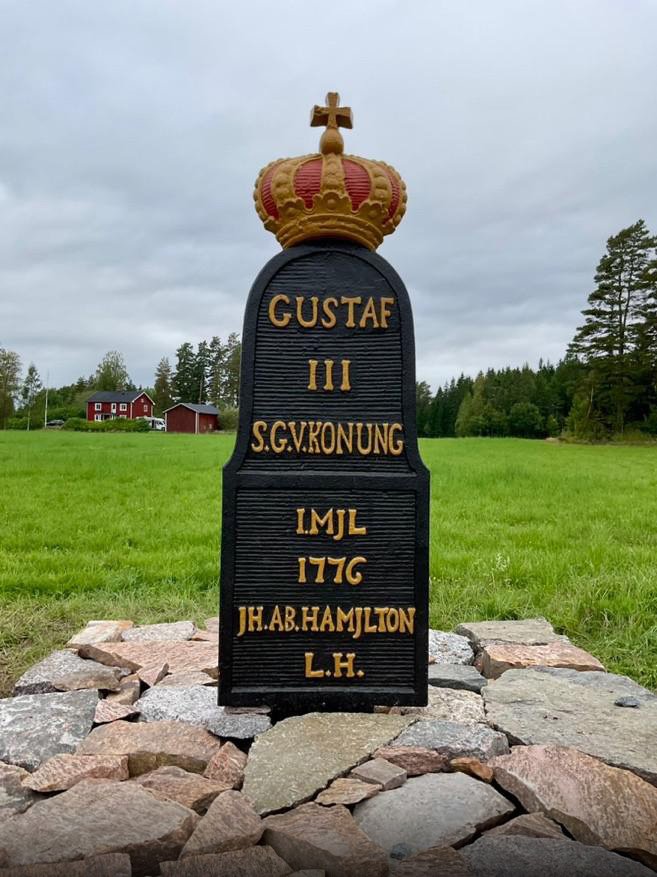 GUSTAF
III
S.G.V.KONUNG
I.MJL
1776
JH.AB.HAMJLTON
L.H.